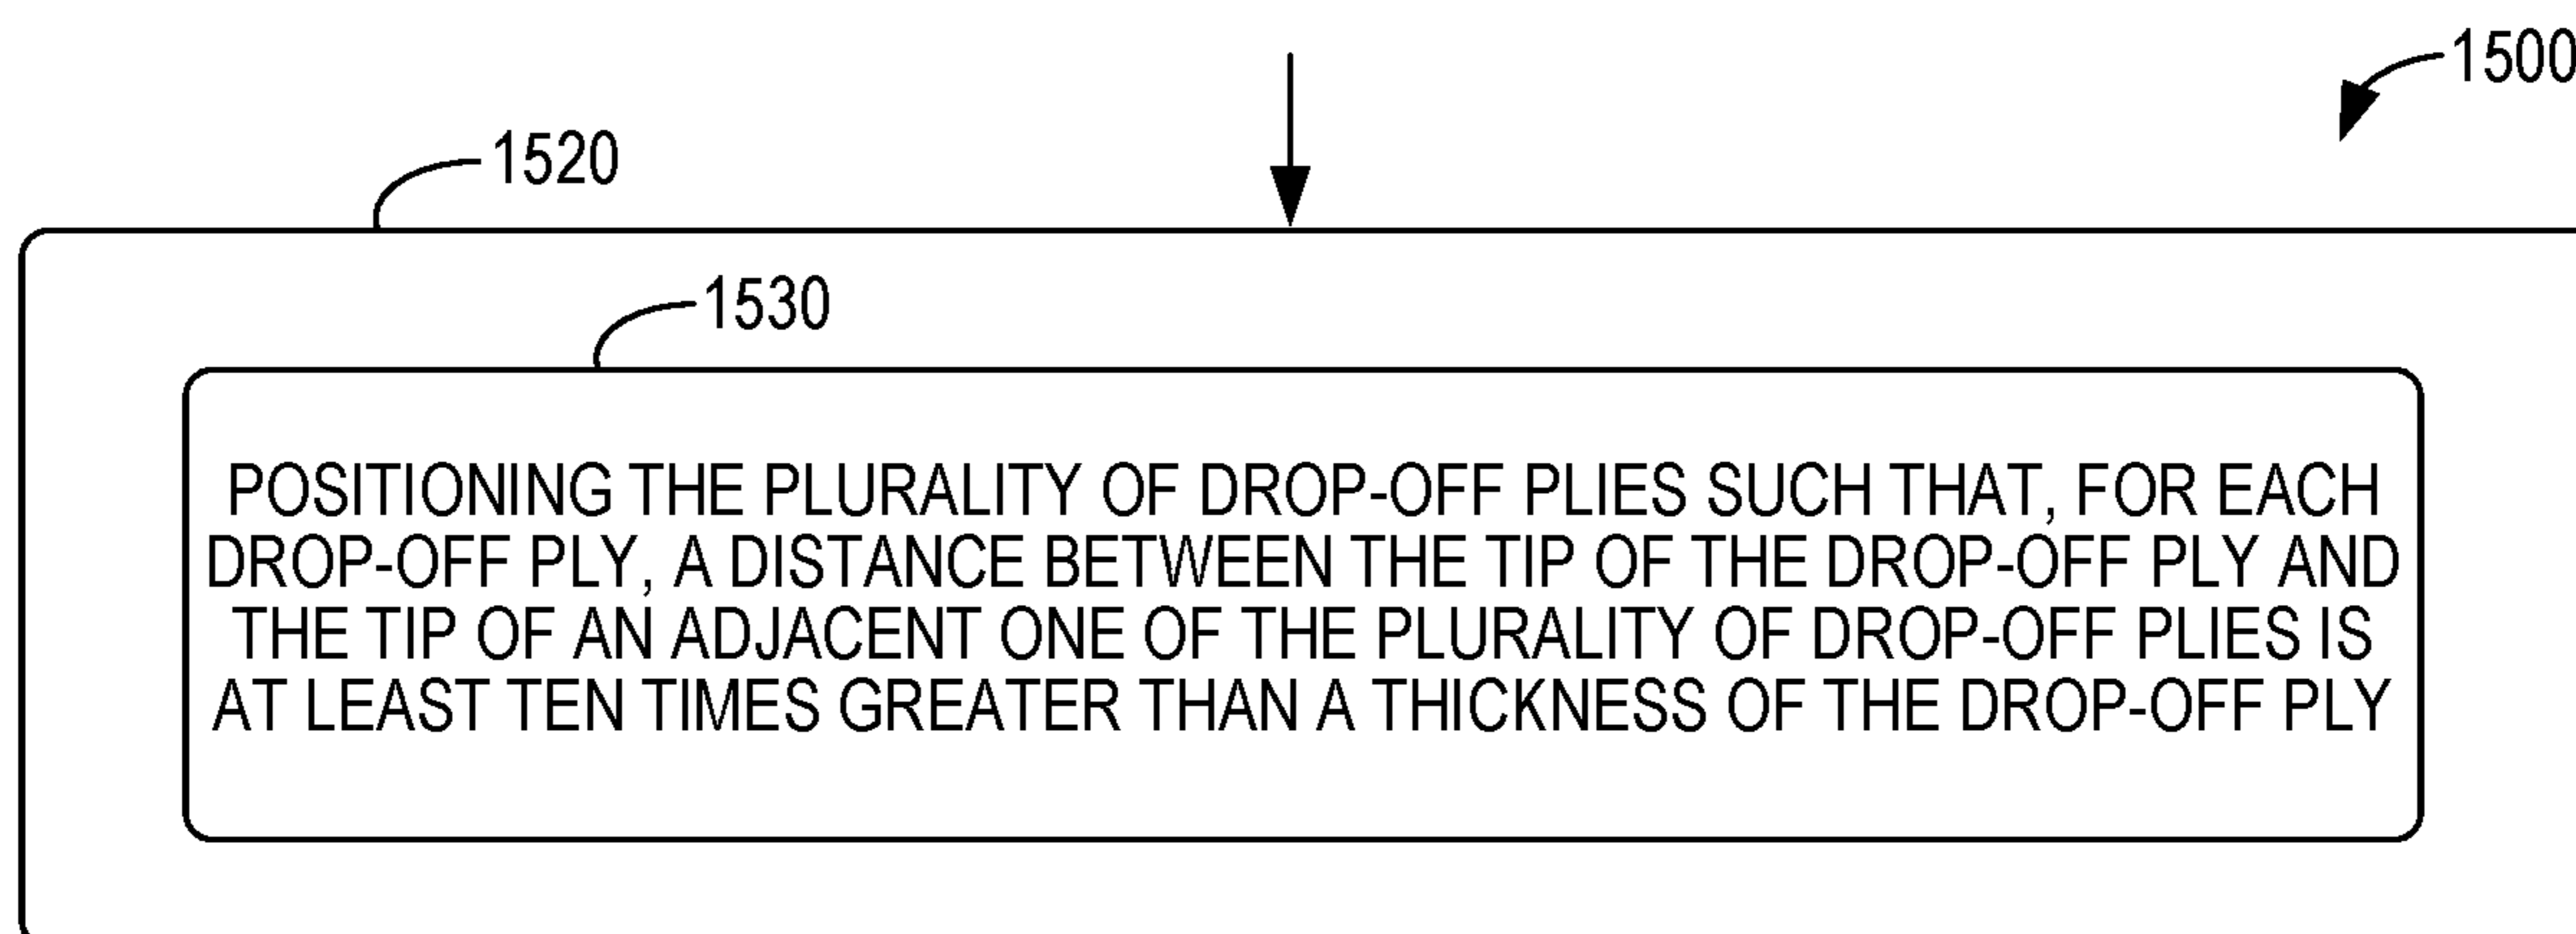 1500
1520
1530
POSITIONING THE PLURALITY OF DROP-OFF PLIES SUCH THAT, FOR EACH
DROP-OFF PLY, A DISTANCE BETWEEN THE TIP OF THE DROP-OFF PLY AND
THE TIP OF AN ADJACENT ONE OF THE PLURALITY OF DROP-OFF PLIES IS
AT LEAST TEN TIMES GREATER THAN A THICKNESS OF THE DROP-OFF PLY